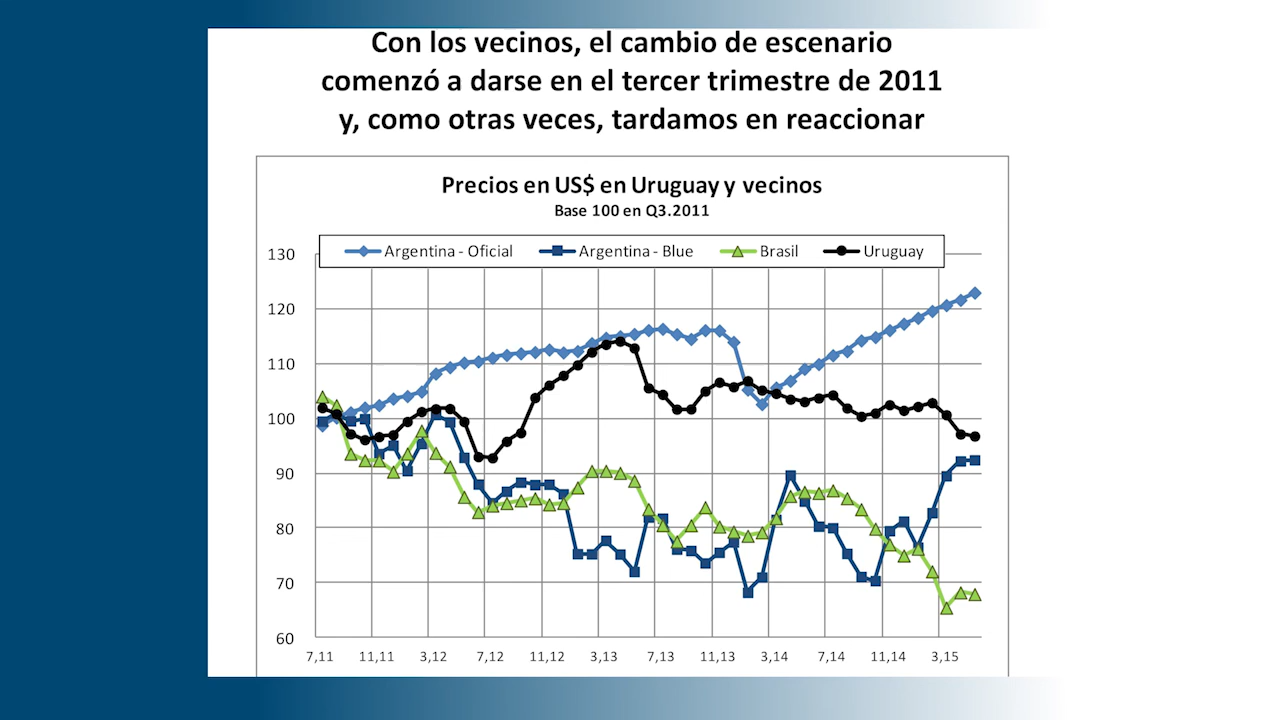 Con los vecinos, el cambio de escenario
comenzó a darse en el tercer trimestre de 2011
y, como otras veces, tardamos en reaccionar
Precios en US$ en Uruguay y vecinos
Base 100 en Q3.2011
Argentina - Oficial Argentina - Blue Brasil Uruguay
130
120
110
100
90
80
70
60
7,11 11,11 3,12 7,12 11,12 3,13 7,13 11,13 3,14 7,14 11,14 3,15